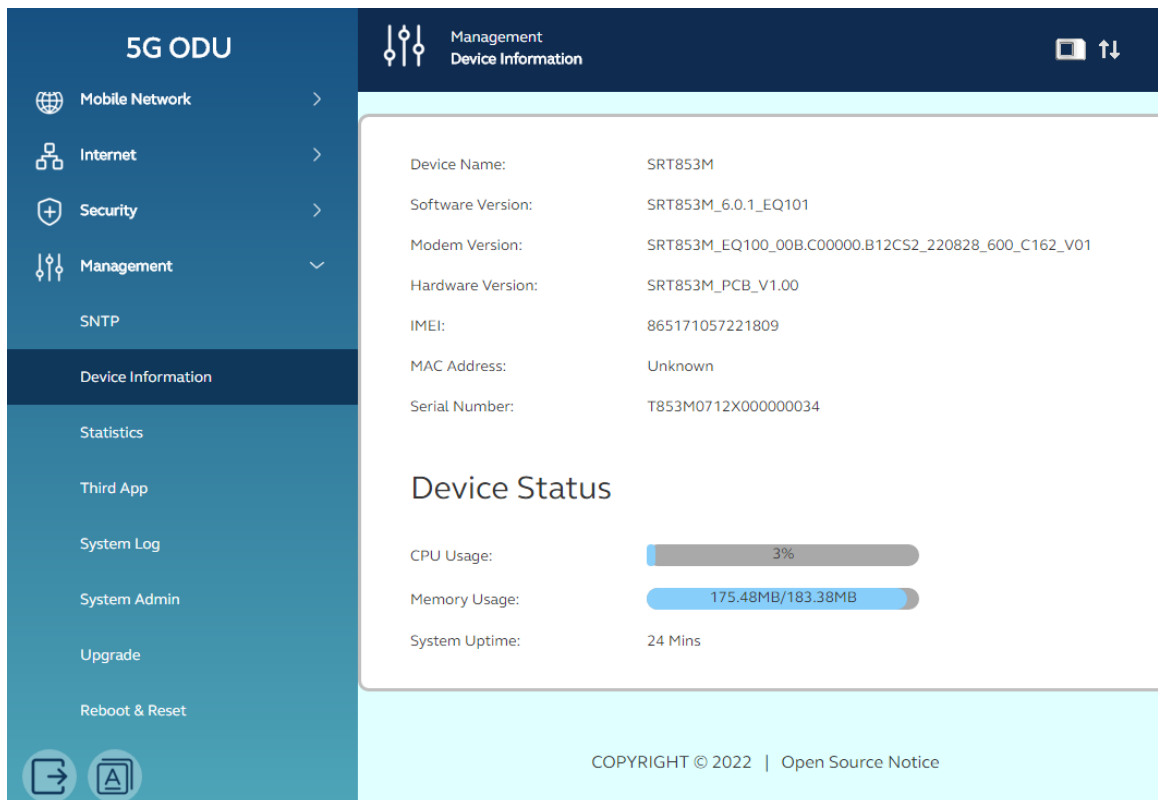 5G ODU
Mobile Network
Internet
Security
Management
SNTP
Device Information
Statistics
Third App
System Log
System Admin
Upgrade
Reboot & Reset
A
Management
Device Information
Device Name: SRT853M
Software Version: SRT853M_6.0.1_EQ101
Modem Version: SRT853M_EQ100_00B.C00000.B12CS2_220828_600_C162_V01
Hardware Version: SRT853M_PCB_V1.00
IMEI: 865171057221809
MAC Address: Unknown
Serial Number: T853M0712X000000034
Device Status
CPU Usage: 3%
Memory Usage: 175.48MB/183.38MB
System Uptime: 24 Mins
COPYRIGHT © 2022 | Open Source Notice